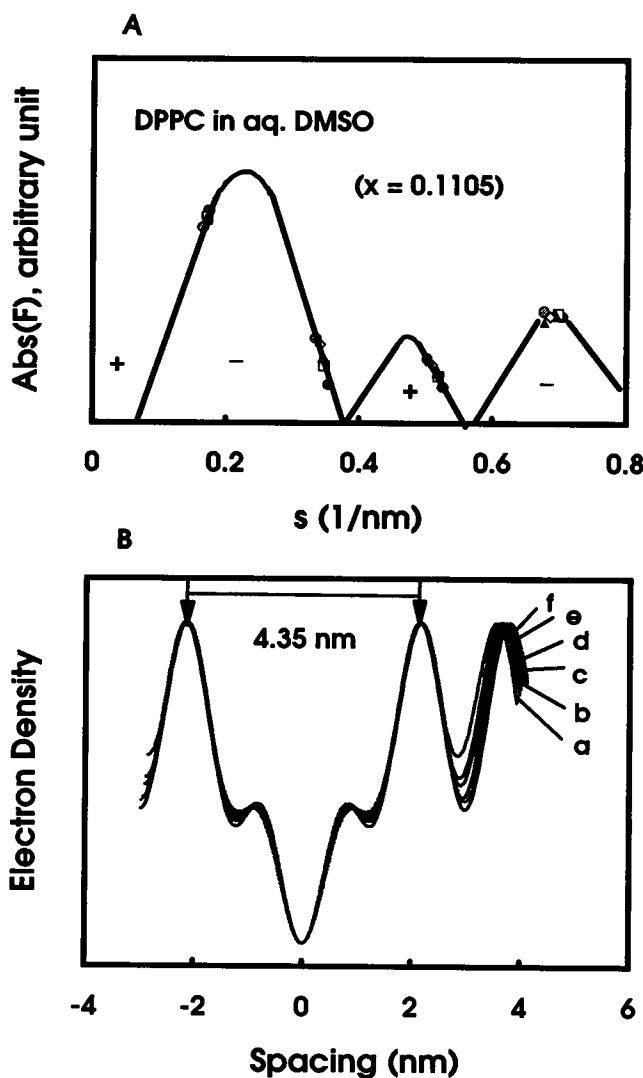 A
Abs(F), arbitrary unit
DPPC in aq. DMSO
(x = 0.1105)
+ − + −
0 0.2 0.4 0.6 0.8
s (1/nm)
B
Electron Density
4.35 nm
f
e
d
c
b
a
-4 -2 0 2 4 6
Spacing (nm)